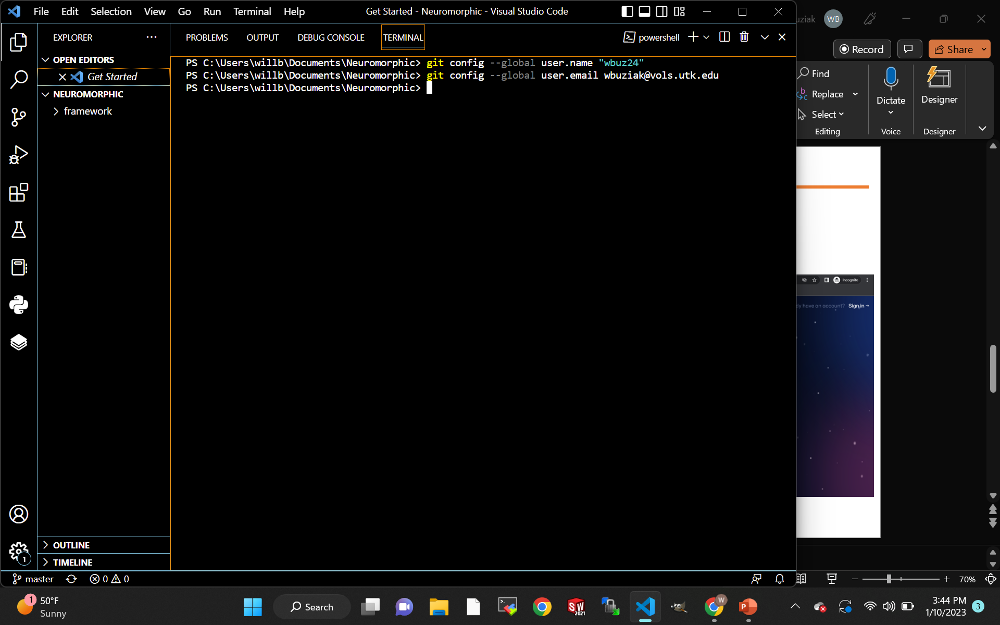 File Edit Selection View Go Run Terminal Help
Get Started - Neuromorphic - Visual Studio Code
EXPLORER
OPEN EDITORS
Get Started
NEUROMORPHIC
framework
PROBLEMS OUTPUT DEBUG CONSOLE TERMINAL
powershell
PS C:\Users\willb\Documents\Neuromorphic> git config --global user.name "wbuz24"
PS C:\Users\willb\Documents\Neuromorphic> git config --global user.email wbuziak@vols.utk.edu
PS C:\Users\willb\Documents\Neuromorphic>
OUTLINE
TIMELINE
1
master
0 0
uziak WB
Record
Share
Find
Replace
Select
Editing
Dictate
Voice
Designer
Designer
Incognito
dy have an account? Sign in →
70%
1
50°F
Sunny
Search
SW
2021
W
P
3:44 PM
1/10/2023
3